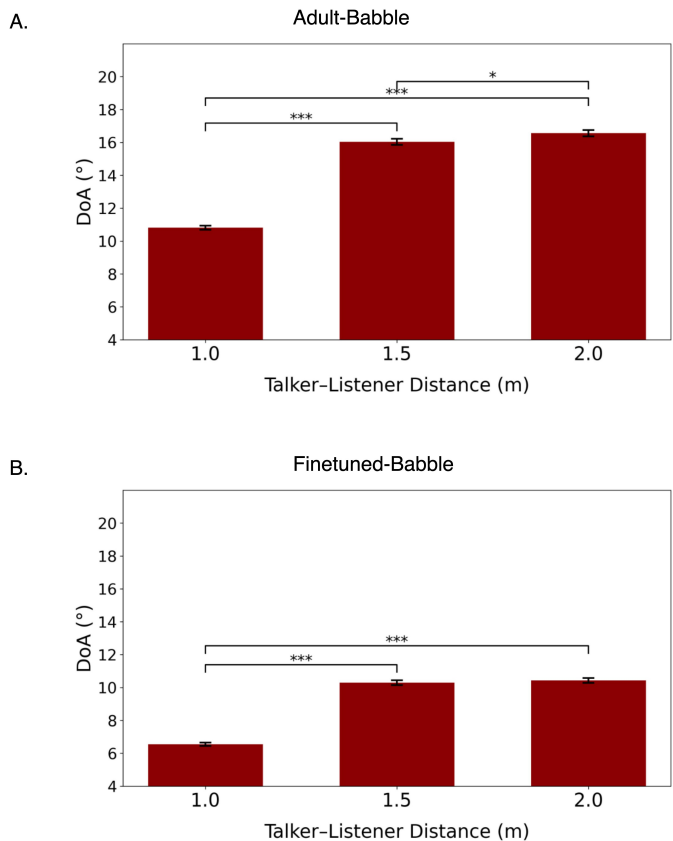 A.
Adult-Babble
DoA (°)
20
18
16
14
12
10
8
6
4
*
***
***
1.0 1.5 2.0
Talker–Listener Distance (m)
B.
Finetuned-Babble
DoA (°)
20
18
16
14
12
10
8
6
4
***
***
1.0 1.5 2.0
Talker–Listener Distance (m)